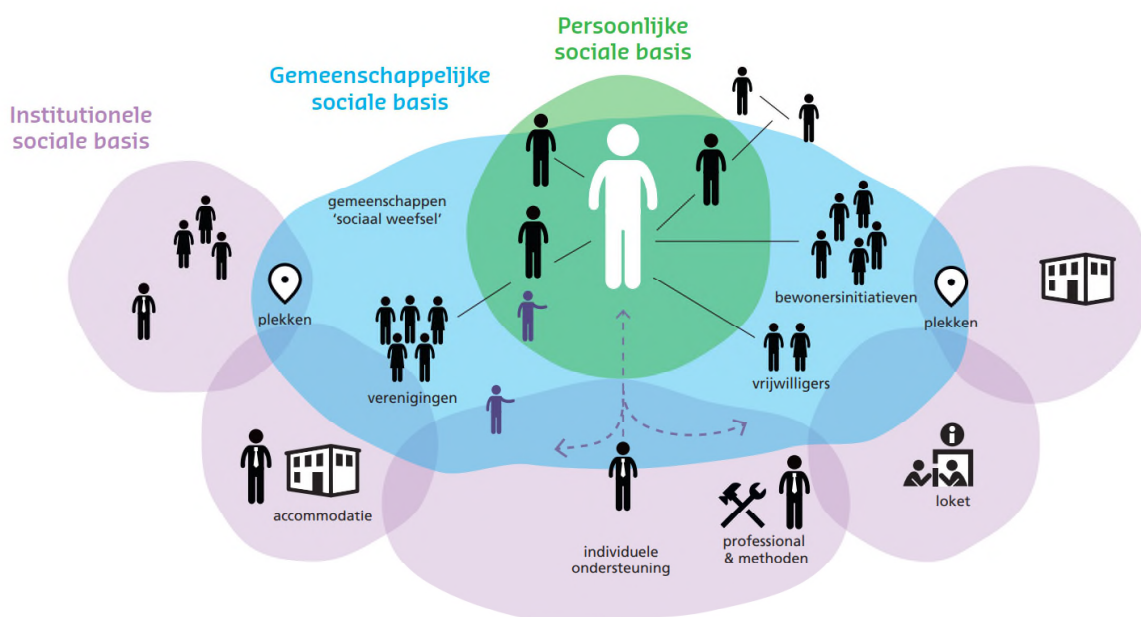 Persoonlijke
sociale basis
Gemeenschappelijke
sociale basis
Institutionele
sociale basis
gemeenschappen
‘sociaal weefsel’
plekken
bewonersinitiatieven
plekken
verenigingen
vrijwilligers
accommodatie
individuele
ondersteuning
professional
& methoden
loket